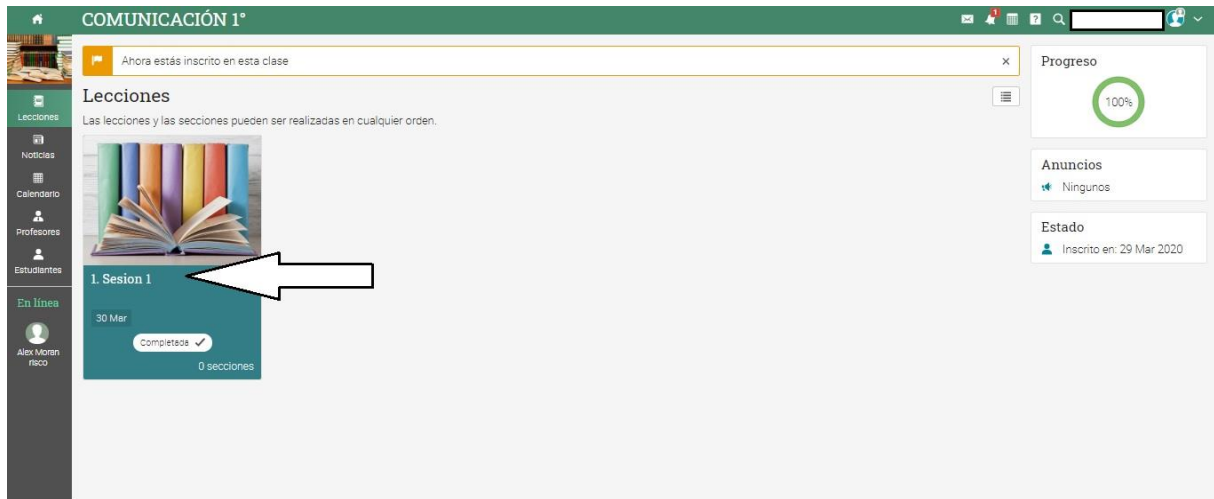 COMUNICACIÓN 1°
1
Lecciones
Noticias
Calendario
Profesores
Estudiantes
En línea
Alex Moran
risco
Ahora estás inscrito en esta clase
Lecciones
Las lecciones y las secciones pueden ser realizadas en cualquier orden.
1. Sesion 1
30 Mar
Completada
0 secciones
Progreso
100%
Anuncios
Ningunos
Estado
Inscrito en: 29 Mar 2020